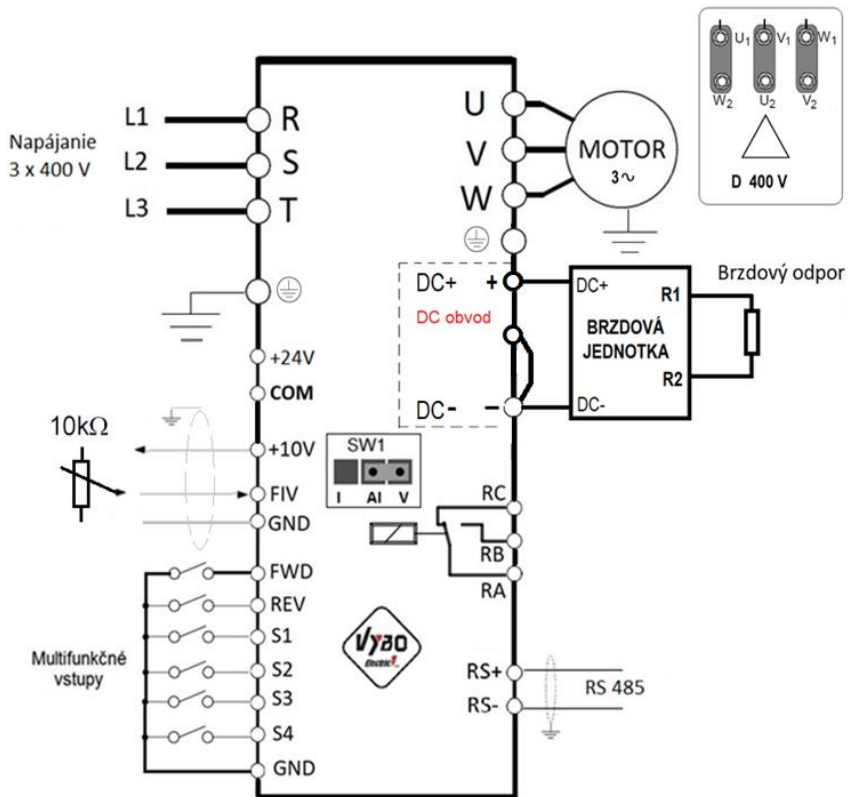 U1 V1 W1
W2 U2 V2
D 400 V
Napájanie
3 x 400 V
L1
L2
L3
R
S
T
U
V
W
MOTOR
3~
DC+ +
DC obvod
DC- −
DC+
DC-
BRZDOVÁ
JEDNOTKA
R1
R2
Brzdový odpor
+24V
COM
10kΩ
+10V
FIV
GND
SW1
I AI V
RC
RB
RA
FWD
REV
S1
S2
S3
S4
GND
Multifunkčné
vstupy
VYBO
Electric
RS+
RS-
RS 485